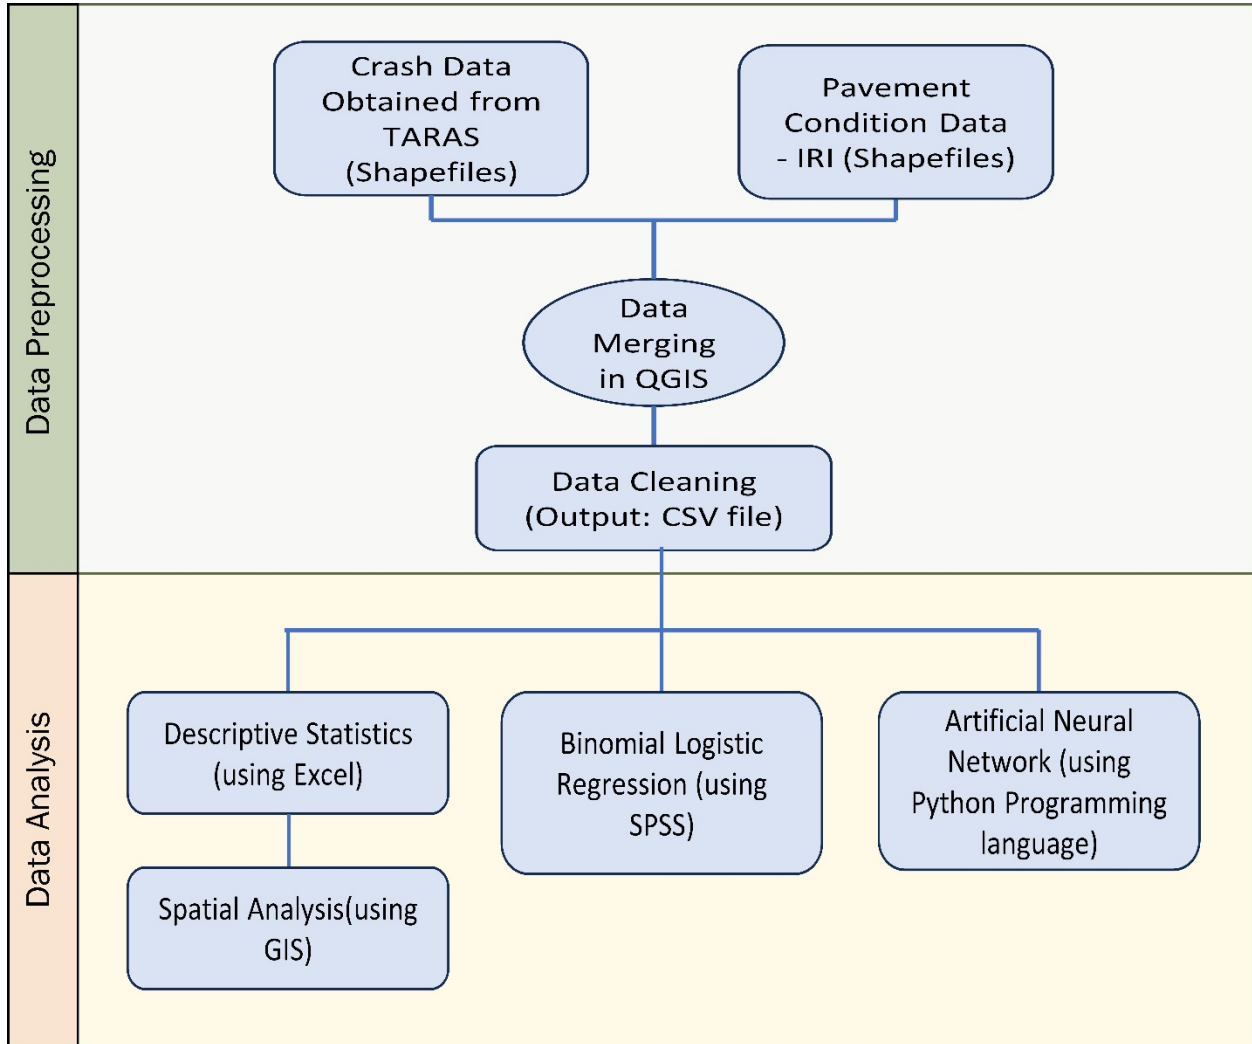 Data Preprocessing
Crash Data
Obtained from
TARAS
(Shapefiles)
Pavement
Condition Data
- IRI (Shapefiles)
Data
Merging
in QGIS
Data Cleaning
(Output: CSV file)
Data Analysis
Descriptive Statistics
(using Excel)
Binomial Logistic
Regression (using
SPSS)
Artificial Neural
Network (using
Python Programming
language)
Spatial Analysis(using
GIS)